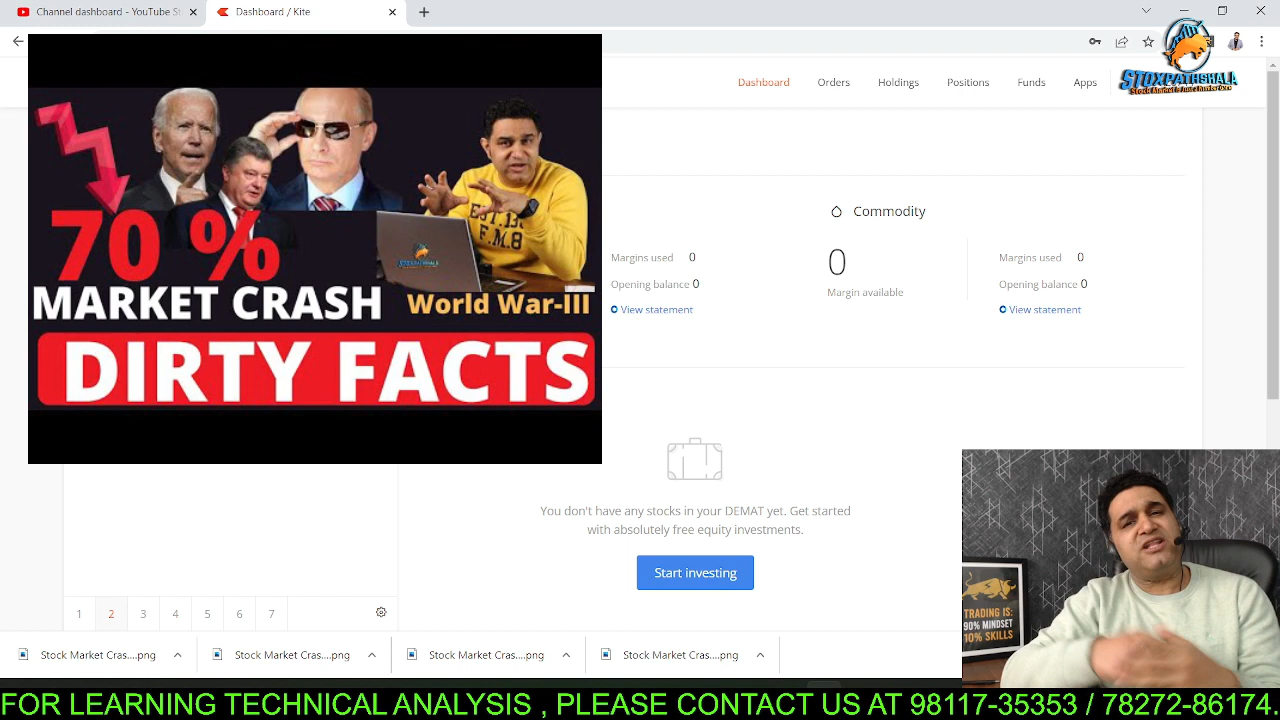 YouTube
Channel dashboard - YouTube St
Dashboard / Kite
STOXPATHSHALA
Dashboard
Orders
Holdings
Positions
Funds
Apps
70 %
MARKET CRASH
World War-III
DIRTY FACTS
F.M.8
STOXPATHSHALA
Commodity
Margins used 0
Opening balance 0
View statement
0
Margin available
Margins used 0
Opening balance 0
View statement
You don't have any stocks in your DEMAT yet. Get started
with absolutely free equity investments.
Start investing
1 2 3 4 5 6 7
Stock Market Cras....png
Stock Market Cras....png
Stock Market Cras....png
Stock Market Cras....png
TRADING IS:
90% MINDSET
10% SKILLS
FOR LEARNING TECHNICAL ANALYSIS , PLEASE CONTACT US AT 98117-35353 / 78272-86174.